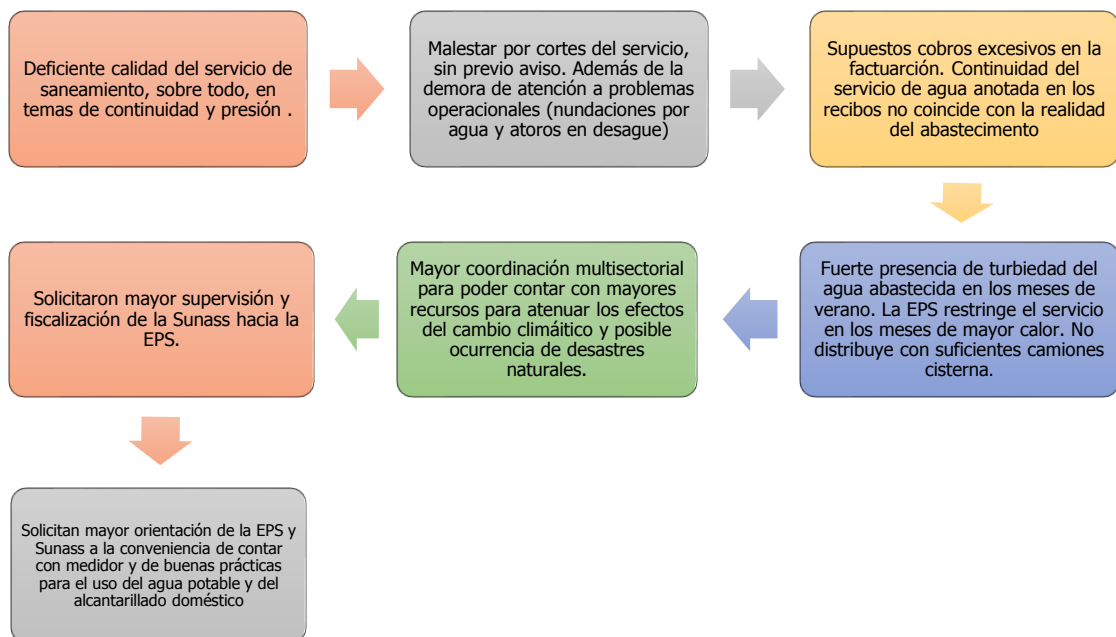 Deficiente calidad del servicio de
saneamiento, sobre todo, en
temas de continuidad y presión .
Malestar por cortes del servicio,
sin previo aviso. Además de la
demora de atención a problemas
operacionales (nundaciones por
agua y atoros en desague)
Supuestos cobros excesivos en la
factuarción. Continuidad del
servicio de agua anotada en los
recibos no coincide con la realidad
del abastecimento
Fuerte presencia de turbiedad del
agua abastecida en los meses de
verano. La EPS restringe el servicio
en los meses de mayor calor. No
distribuye con suficientes camiones
cisterna.
Mayor coordinación multisectorial
para poder contar con mayores
recursos para atenuar los efectos
del cambio climáitico y posible
ocurrencia de desastres
naturales.
Solicitaron mayor supervisión y
fiscalización de la Sunass hacia la
EPS.
Solicitan mayor orientación de la EPS y
Sunass a la conveniencia de contar
con medidor y de buenas prácticas
para el uso del agua potable y del
alcantarillado doméstico